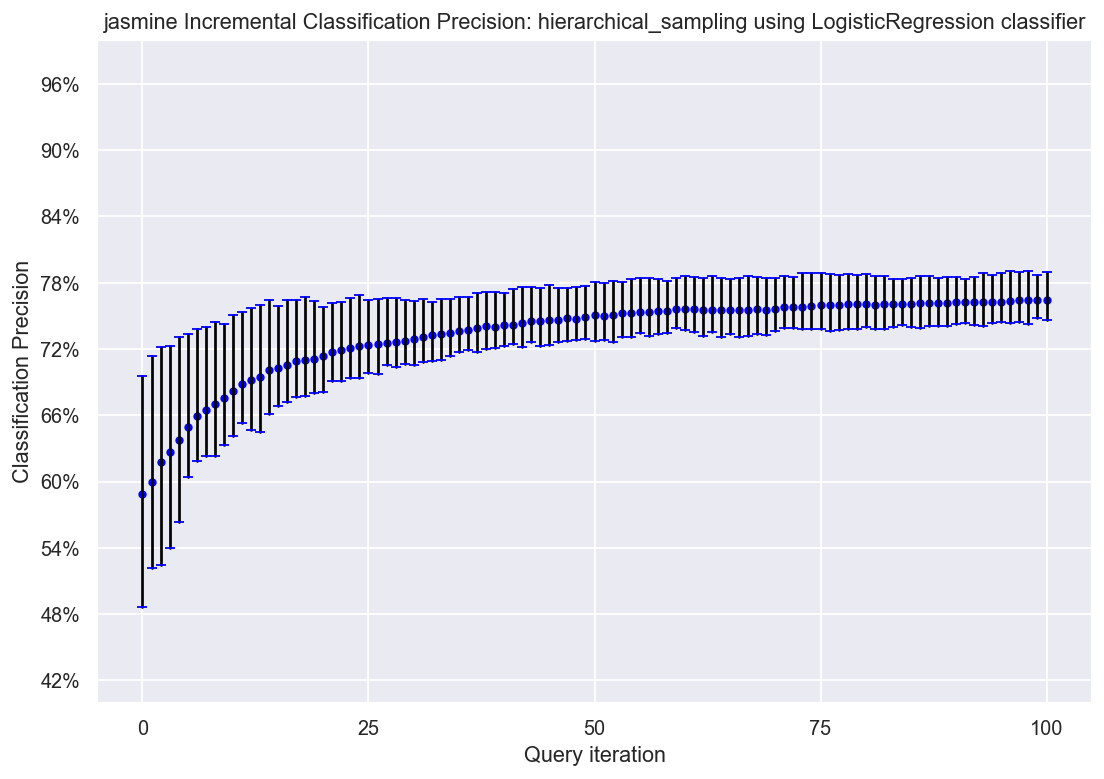 jasmine Incremental Classification Precision: hierarchical_sampling using LogisticRegression classifier
96%
90%
84%
78%
72%
66%
60%
54%
48%
42%
Classification Precision
0 25 50 75 100
Query iteration